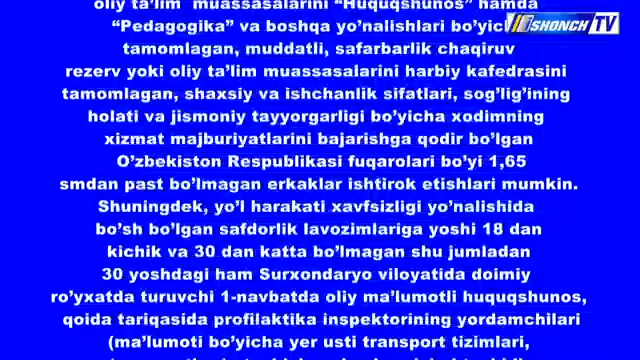 oliy ta’lim muassasalarini “Huquqshunos” hamda
“Pedagogika” va boshqa yo’nalishlari bo’yicha
ISHONCH TV
tamomlagan, muddatli, safarbarlik chaqiruv
rezerv yoki oliy ta’lim muassasalarini harbiy kafedrasini
tamomlagan, shaxsiy va ishchanlik sifatlari, sog’lig’ining
holati va jismoniy tayyorgarligi bo’yicha xodimning
xizmat majburiyatlarini bajarishga qodir bo’lgan
O’zbekiston Respublikasi fuqarolari bo’yi 1,65
smdan past bo’lmagan erkaklar ishtirok etishlari mumkin.
Shuningdek, yo’l harakati xavfsizligi yo’nalishida
bo’sh bo’lgan safdorlik lavozimlariga yoshi 18 dan
kichik va 30 dan katta bo’lmagan shu jumladan
30 yoshdagi ham Surxondaryo viloyatida doimiy
ro’yxatda turuvchi 1-navbatda oliy ma’lumotli huquqshunos,
qoida tariqasida profilaktika inspektorining yordamchilari
(ma’lumoti bo’yicha yer usti transport tizimlari,